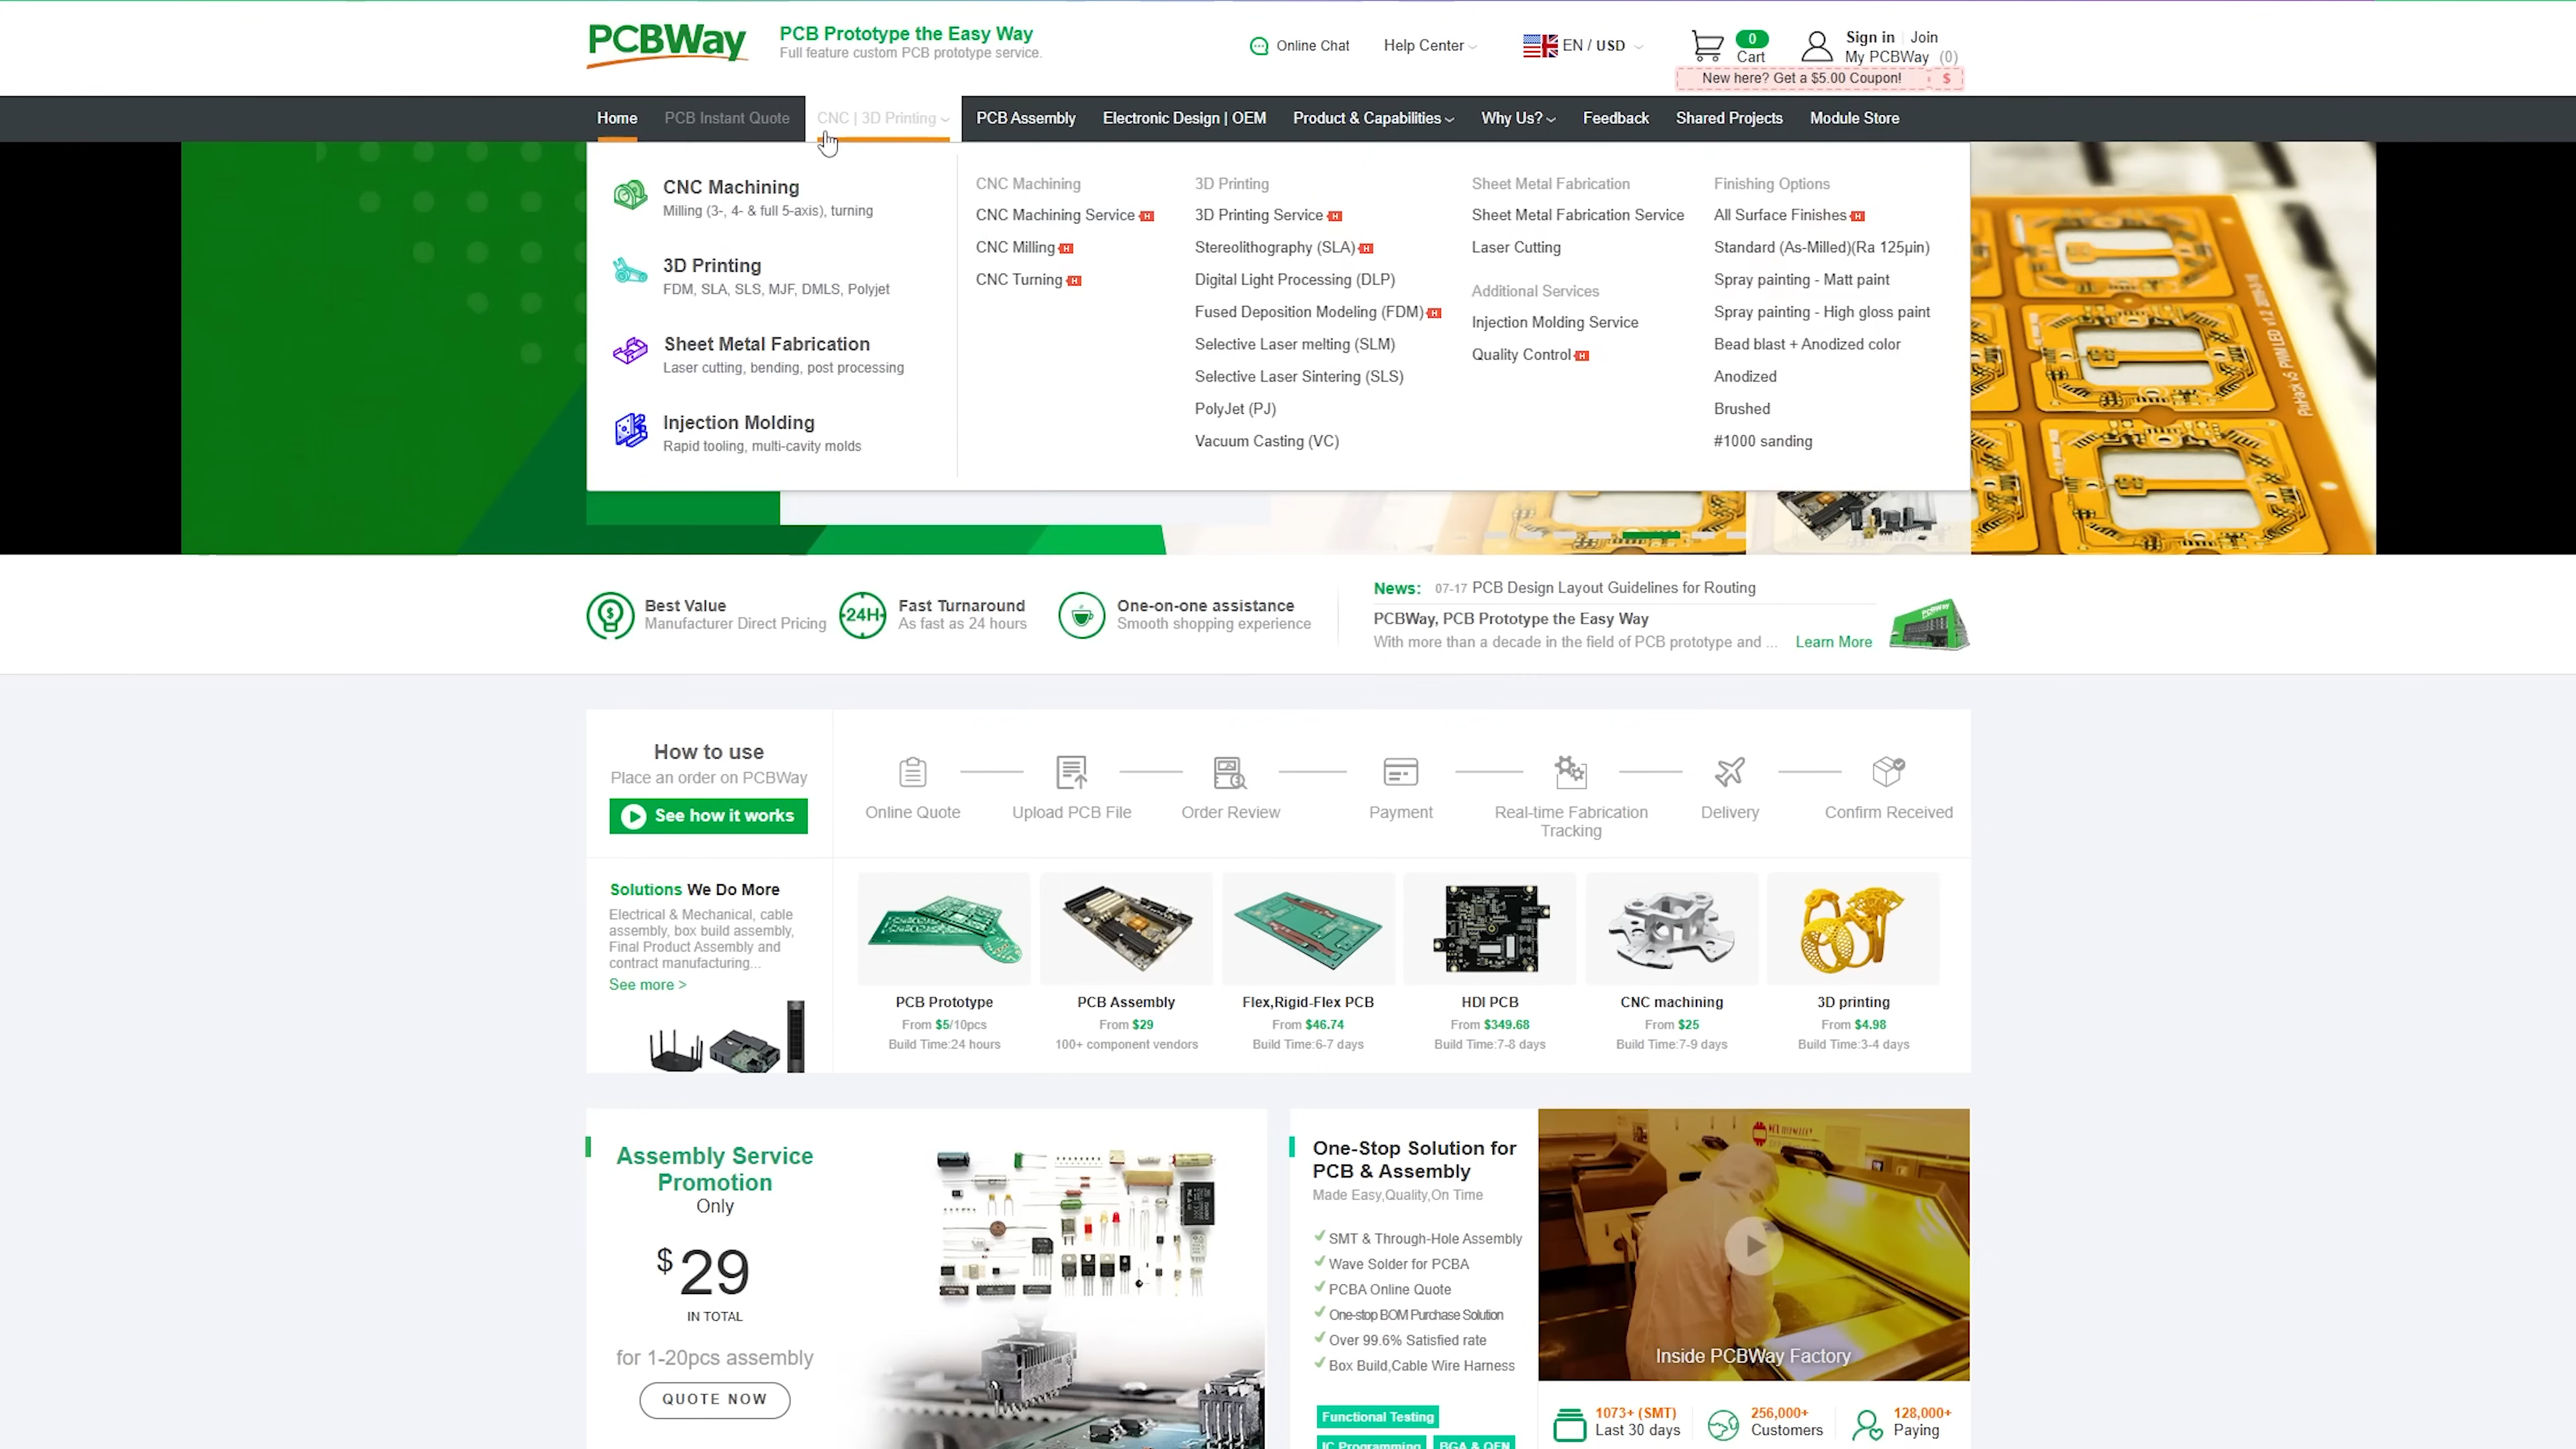 PCBWay
PCB Prototype the Easy Way
Full feature custom PCB prototype service.
Online Chat
Help Center
EN / USD
0
Cart
Sign in
Join
My PCBWay (0)
New here? Get a $5.00 Coupon! $
Home
PCB Instant Quote
CNC | 3D Printing
PCB Assembly
Electronic Design | OEM
Product & Capabilities
Why Us?
Feedback
Shared Projects
Module Store
CNC Machining
Milling (3-, 4- & full 5-axis), turning
3D Printing
FDM, SLA, SLS, MJF, DMLS, Polyjet
Sheet Metal Fabrication
Laser cutting, bending, post processing
Injection Molding
Rapid tooling, multi-cavity molds
CNC Machining
CNC Machining Service H
CNC Milling H
CNC Turning H
3D Printing
3D Printing Service H
Stereolithography (SLA) H
Digital Light Processing (DLP)
Fused Deposition Modeling (FDM) H
Selective Laser melting (SLM)
Selective Laser Sintering (SLS)
PolyJet (PJ)
Vacuum Casting (VC)
Sheet Metal Fabrication
Sheet Metal Fabrication Service
Laser Cutting
Additional Services
Injection Molding Service
Quality Control H
Finishing Options
All Surface Finishes H
Standard (As-Milled)(Ra 125µin)
Spray painting - Matt paint
Spray painting - High gloss paint
Bead blast + Anodized color
Anodized
Brushed
#1000 sanding
Best Value
Manufacturer Direct Pricing
24H
Fast Turnaround
As fast as 24 hours
One-on-one assistance
Smooth shopping experience
News: 07-17 PCB Design Layout Guidelines for Routing
PCBWay, PCB Prototype the Easy Way
With more than a decade in the field of PCB prototype and ... Learn More
How to use
Place an order on PCBWay
See how it works
Online Quote
Upload PCB File
Order Review
Payment
Real-time Fabrication
Tracking
Delivery
Confirm Received
Solutions We Do More
Electrical & Mechanical, cable
assembly, box build assembly,
Final Product Assembly and
contract manufacturing...
See more >
PCB Prototype
From $5/10pcs
Build Time:24 hours
PCB Assembly
From $29
100+ component vendors
Flex,Rigid-Flex PCB
From $46.74
Build Time:6-7 days
HDI PCB
From $349.68
Build Time:7-8 days
CNC machining
From $25
Build Time:7-9 days
3D printing
From $4.98
Build Time:3-4 days
Assembly Service
Promotion
Only
$29
IN TOTAL
for 1-20pcs assembly
QUOTE NOW
One-Stop Solution for
PCB & Assembly
Made Easy,Quality,On Time
SMT & Through-Hole Assembly
Wave Solder for PCBA
PCBA Online Quote
One-stop BOM Purchase Solution
Over 99.6% Satisfied rate
Box Build,Cable Wire Harness
Functional Testing
IC Programming
BGA & QFN
Inside PCBWay Factory
1073+ (SMT)
Last 30 days
256,000+
Customers
128,000+
Paying